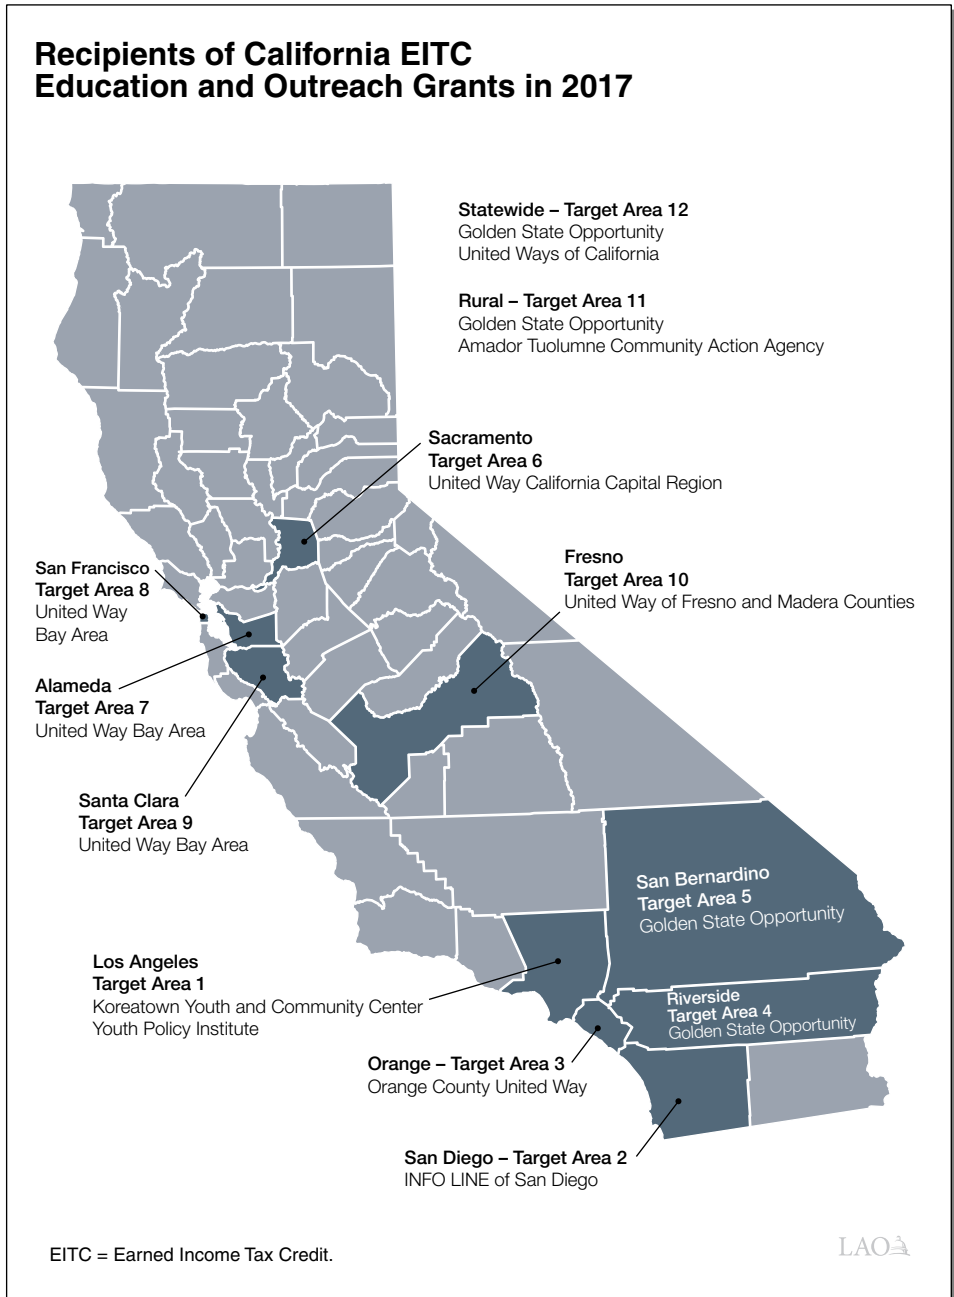 Recipients of California EITC
Education and Outreach Grants in 2017
Statewide – Target Area 12
Golden State Opportunity
United Ways of California
Rural – Target Area 11
Golden State Opportunity
Amador Tuolumne Community Action Agency
Sacramento
Target Area 6
United Way California Capital Region
Fresno
Target Area 10
United Way of Fresno and Madera Counties
San Francisco
Target Area 8
United Way
Bay Area
Alameda
Target Area 7
United Way Bay Area
Santa Clara
Target Area 9
United Way Bay Area
San Bernardino
Target Area 5
Golden State Opportunity
Los Angeles
Target Area 1
Koreatown Youth and Community Center
Youth Policy Institute
Riverside
Target Area 4
Golden State Opportunity
Orange – Target Area 3
Orange County United Way
San Diego – Target Area 2
INFO LINE of San Diego
EITC = Earned Income Tax Credit.
LAO